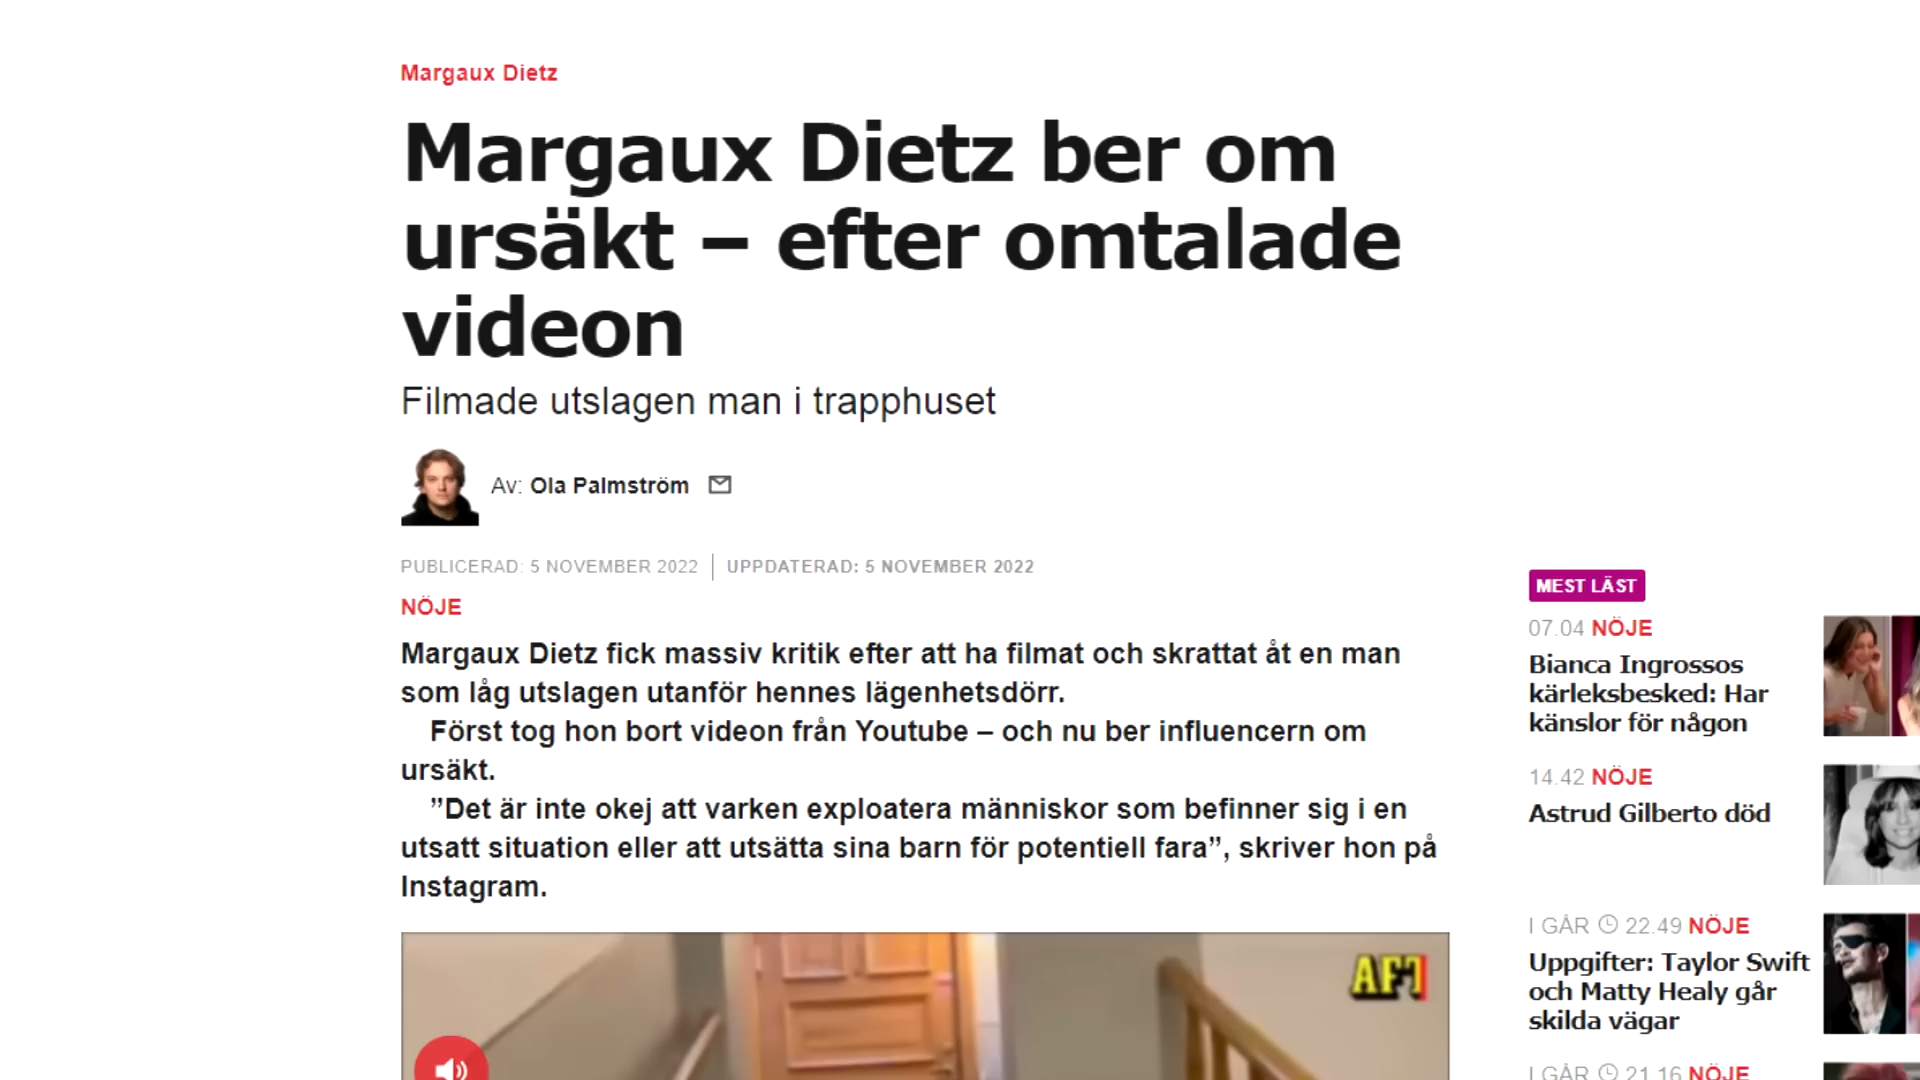 Margaux Dietz
Margaux Dietz ber om
ursäkt – efter omtalade
videon
Filmade utslagen man i trapphuset
Av: Ola Palmström
PUBLICERAD: 5 NOVEMBER 2022 | UPPDATERAD: 5 NOVEMBER 2022
NÖJE
Margaux Dietz fick massiv kritik efter att ha filmat och skrattat åt en man
som låg utslagen utanför hennes lägenhetsdörr.
Först tog hon bort videon från Youtube – och nu ber influencern om
ursäkt.
”Det är inte okej att varken exploatera människor som befinner sig i en
utsatt situation eller att utsätta sina barn för potentiell fara”, skriver hon på
Instagram.
MEST LÄST
07.04 NÖJE
Bianca Ingrossos
kärleksbesked: Har
känslor för någon
14.42 NÖJE
Astrud Gilberto död
I GÅR 22.49 NÖJE
Uppgifter: Taylor Swift
och Matty Healy går
skilda vägar
I GÅR 21.16 NÖJE